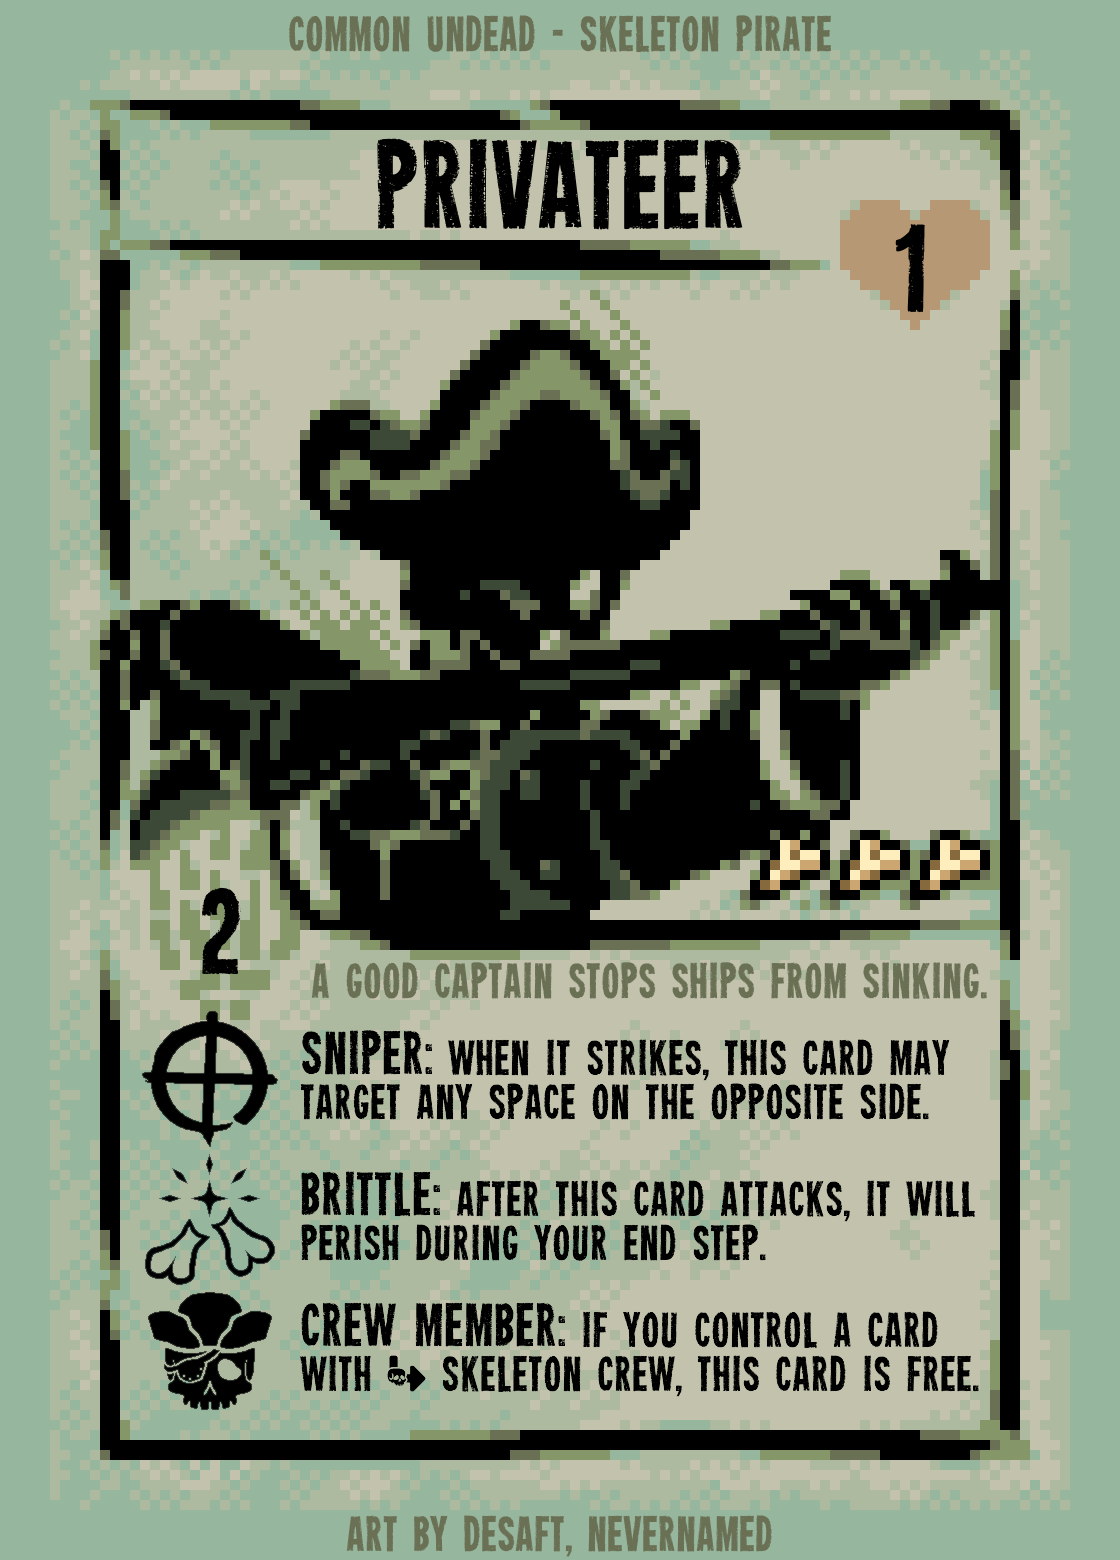 COMMON UNDEAD - SKELETON PIRATE
PRIVATEER
1
2
A GOOD CAPTAIN STOPS SHIPS FROM SINKING.
SNIPER: WHEN IT STRIKES, THIS CARD MAY
TARGET ANY SPACE ON THE OPPOSITE SIDE.
BRITTLE: AFTER THIS CARD ATTACKS, IT WILL
PERISH DURING YOUR END STEP.
CREW MEMBER: IF YOU CONTROL A CARD
WITH SKELETON CREW, THIS CARD IS FREE.
ART BY DESAFT, NEVERNAMED